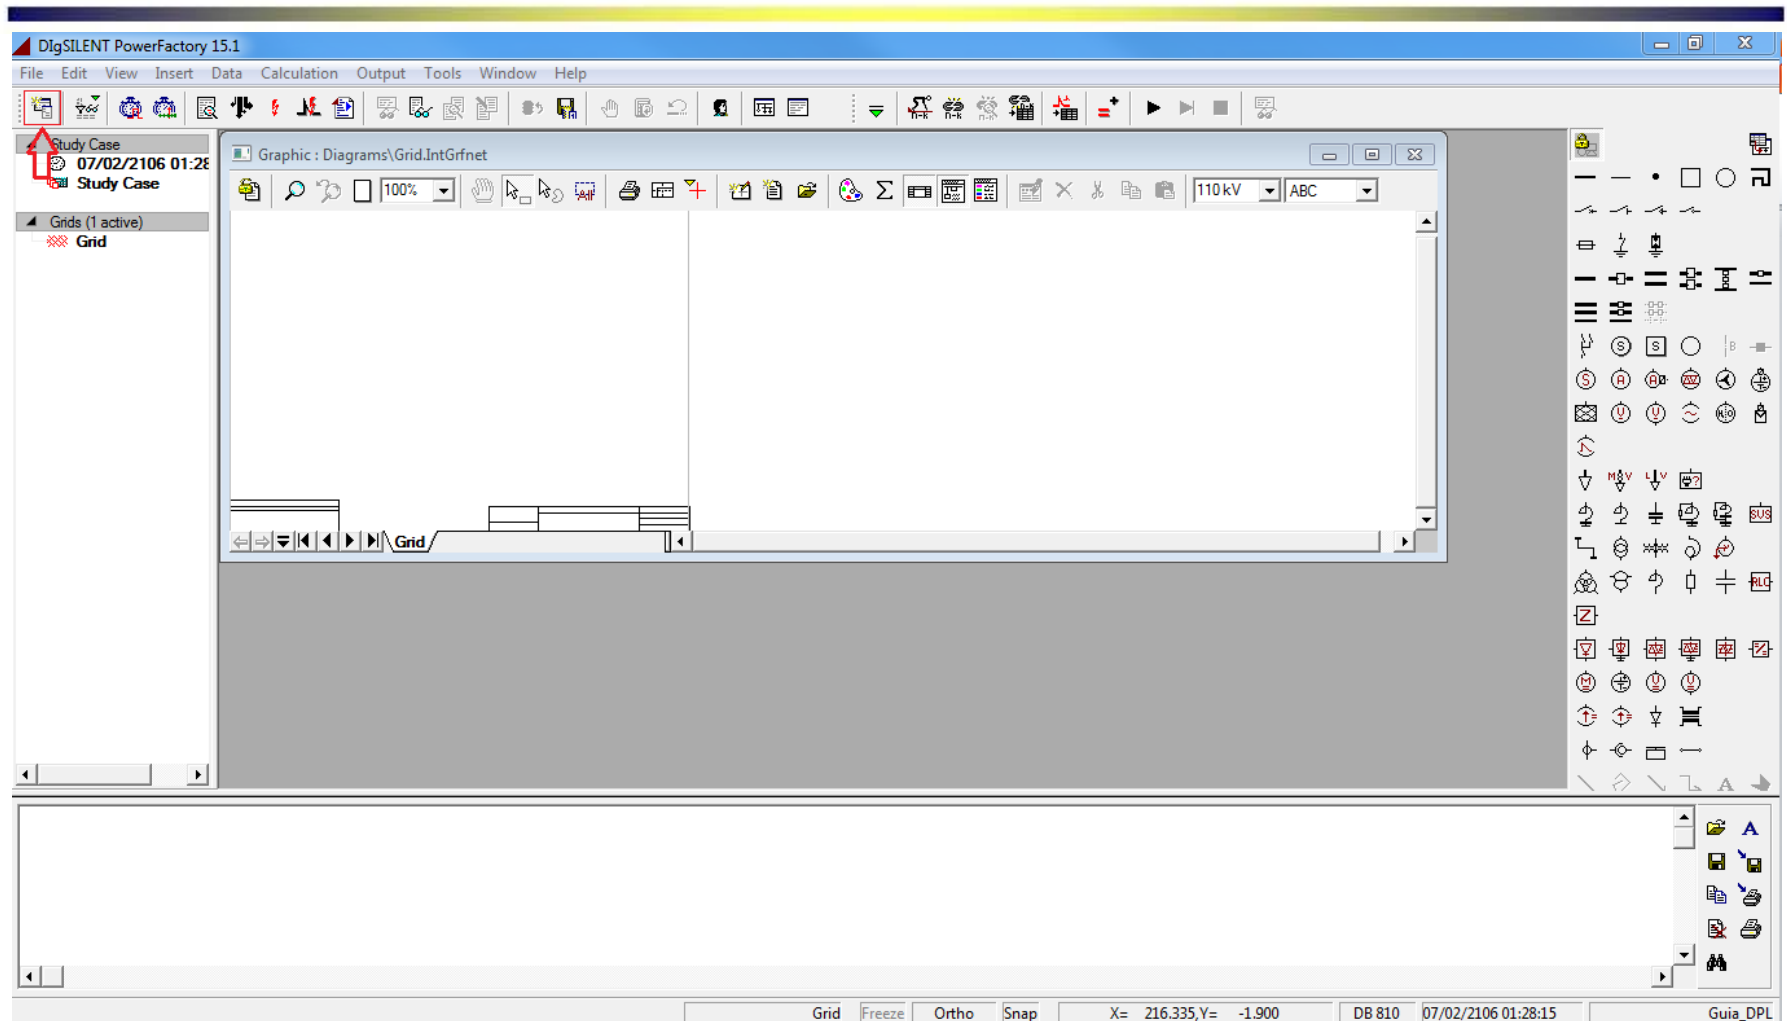 DIgSILENT PowerFactory 15.1
File Edit View Insert Data Calculation Output Tools Window Help
Study Case
07/02/2106 01:28
Study Case
Grids (1 active)
Grid
Graphic : Diagrams\Grid.IntGrfnet
100%
110 kV
ABC
Grid
Grid Freeze Ortho Snap X= 216.335,Y= -1.900 DB 810 07/02/2106 01:28:15 Guia_DPL